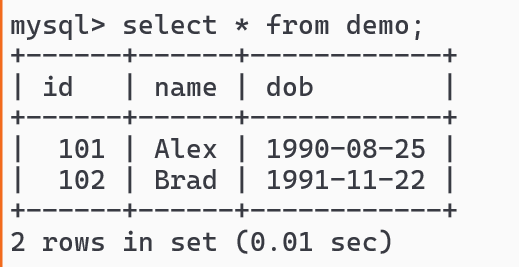 mysql> select * from demo;
+------+------+------------+
| id   | name | dob        |
+------+------+------------+
|  101 | Alex | 1990-08-25 |
|  102 | Brad | 1991-11-22 |
+------+------+------------+
2 rows in set (0.01 sec)